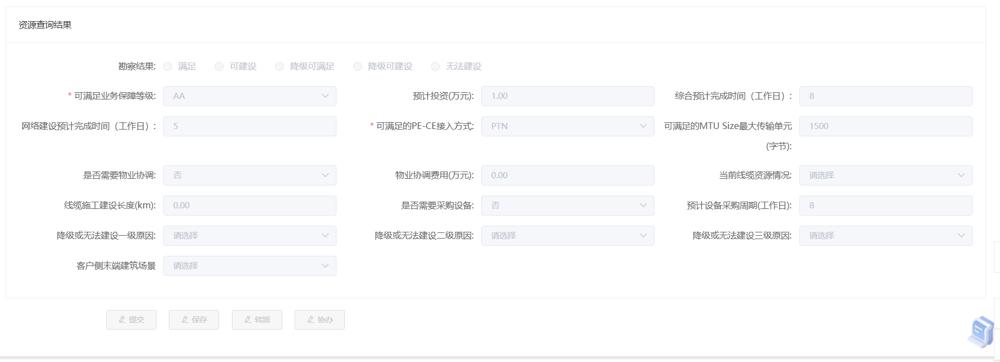 资源查询结果
勘察结果: 满足 可建设 降级可满足 降级可建设 无法建设
* 可满足业务保障等级: AA 预计投资(万元): 1.00 综合预计完成时间（工作日）: 8
网络建设预计完成时间（工作日）: 5 * 可满足的PE-CE接入方式: PTN 可满足的MTU Size最大传输单元 1500
(字节):
是否需要物业协调: 否 物业协调费用(万元): 0.00 当前线缆资源情况: 请选择
线缆施工建设长度(km): 0.00 是否需要采购设备: 否 预计设备采购周期(工作日): 8
降级或无法建设一级原因: 请选择 降级或无法建设二级原因: 请选择 降级或无法建设三级原因: 请选择
客户侧末端建筑场景 请选择
提交 保存 转派 协办